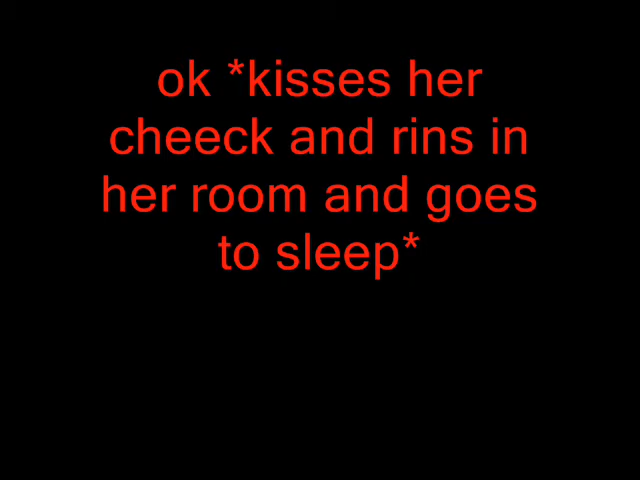 ok *kisses her
cheeck and rins in
her room and goes
to sleep*